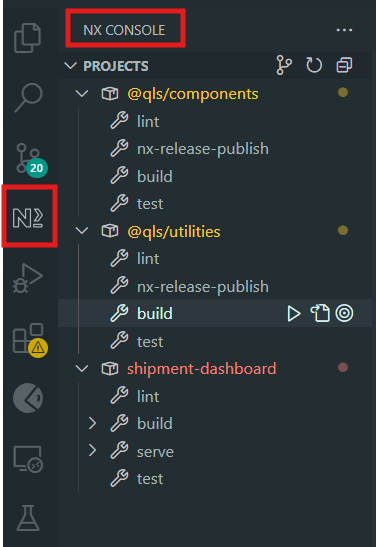 NX CONSOLE
PROJECTS
@qls/components
lint
nx-release-publish
build
test
20
@qls/utilities
lint
nx-release-publish
build
test
shipment-dashboard
lint
build
serve
test